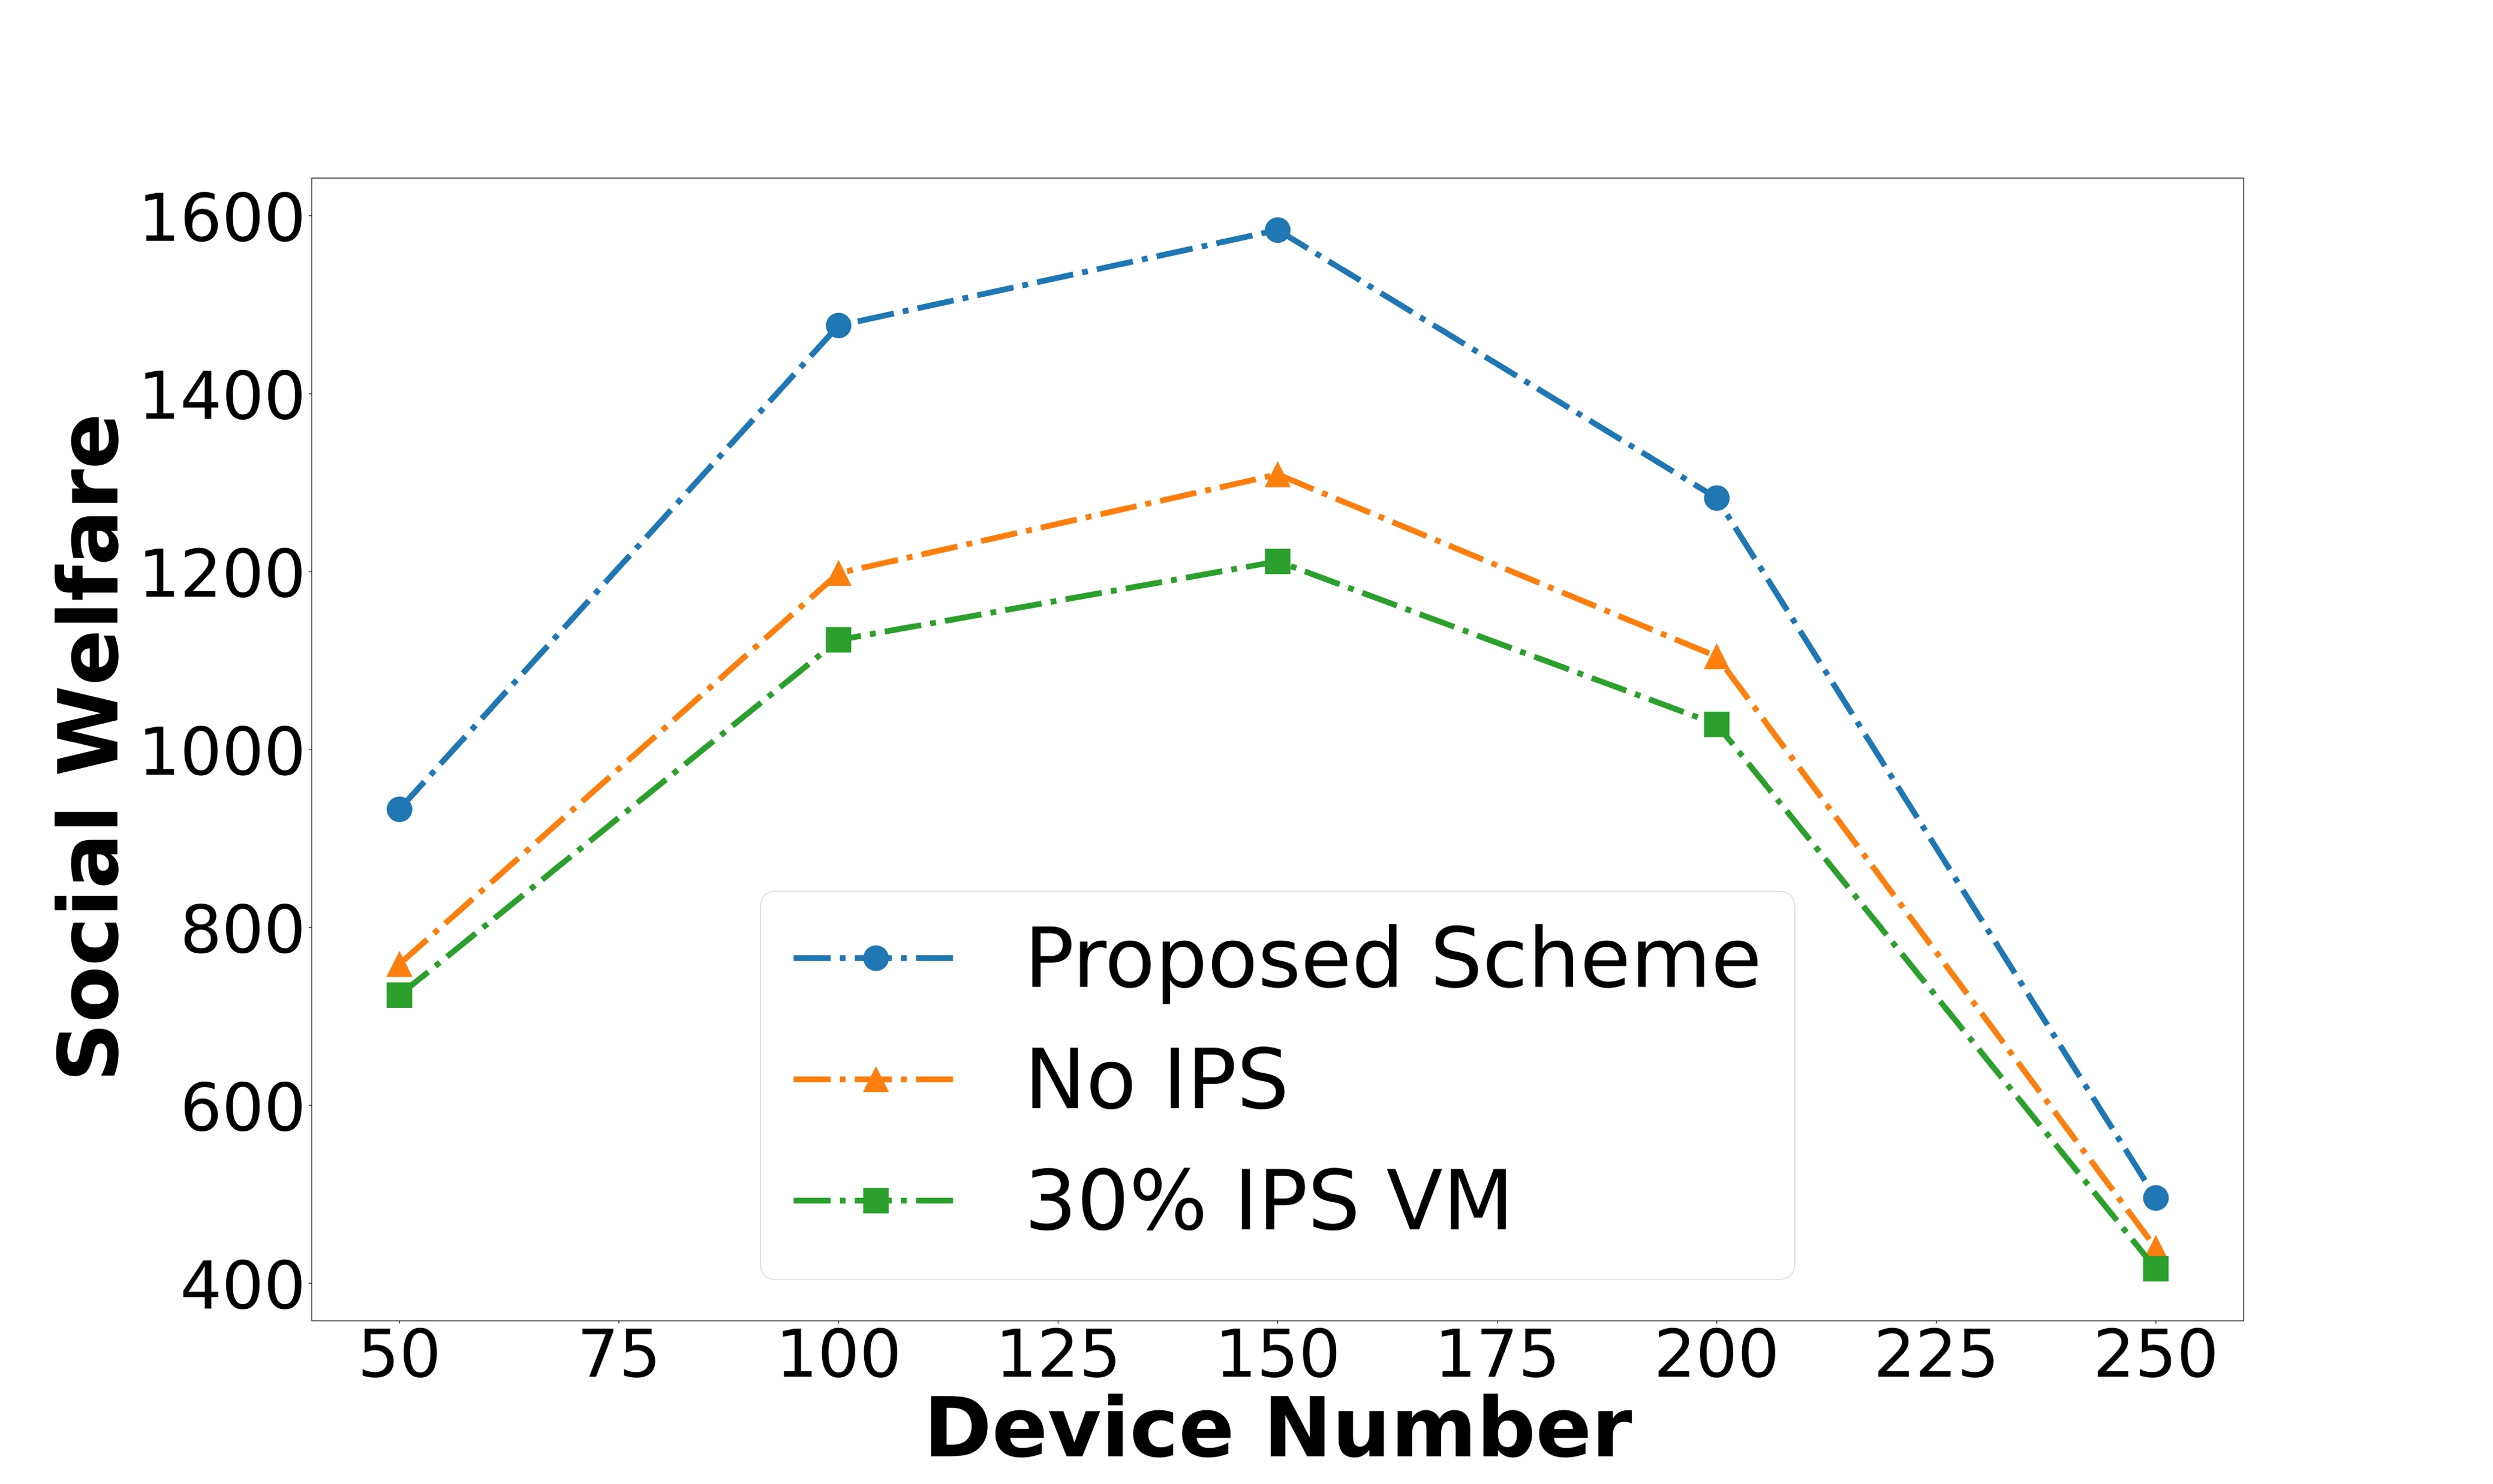 1600
1400
1200
1000
800
600
400
Social Welfare
Proposed Scheme
No IPS
30% IPS VM
50 75 100 125 150 175 200 225 250
Device Number